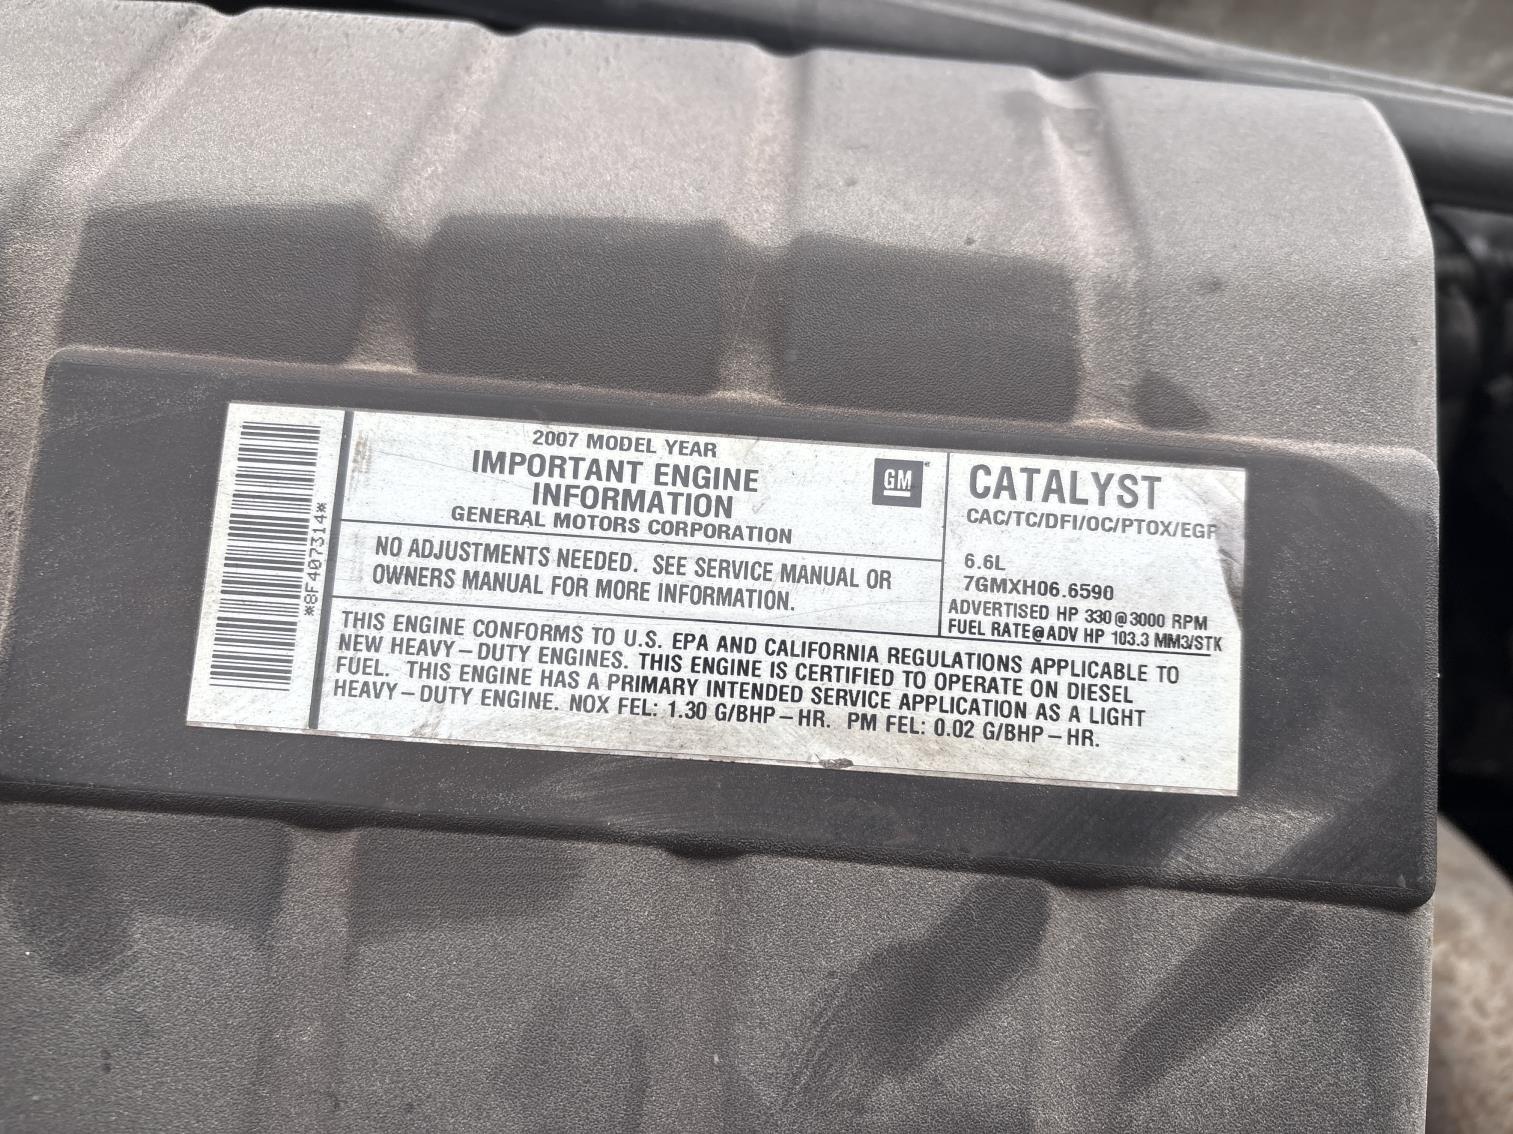 *8F407314*
2007 MODEL YEAR
IMPORTANT ENGINE
INFORMATION
GENERAL MOTORS CORPORATION
GM
NO ADJUSTMENTS NEEDED. SEE SERVICE MANUAL OR
OWNERS MANUAL FOR MORE INFORMATION.
CATALYST
CAC/TC/DFI/OC/PTOX/EGR
6.6L
7GMXH06.6590
ADVERTISED HP 330@3000 RPM
FUEL RATE@ADV HP 103.3 MM3/STK
THIS ENGINE CONFORMS TO U.S. EPA AND CALIFORNIA REGULATIONS APPLICABLE TO
NEW HEAVY-DUTY ENGINES. THIS ENGINE IS CERTIFIED TO OPERATE ON DIESEL
FUEL. THIS ENGINE HAS A PRIMARY INTENDED SERVICE APPLICATION AS A LIGHT
HEAVY-DUTY ENGINE. NOX FEL: 1.30 G/BHP-HR. PM FEL: 0.02 G/BHP-HR.